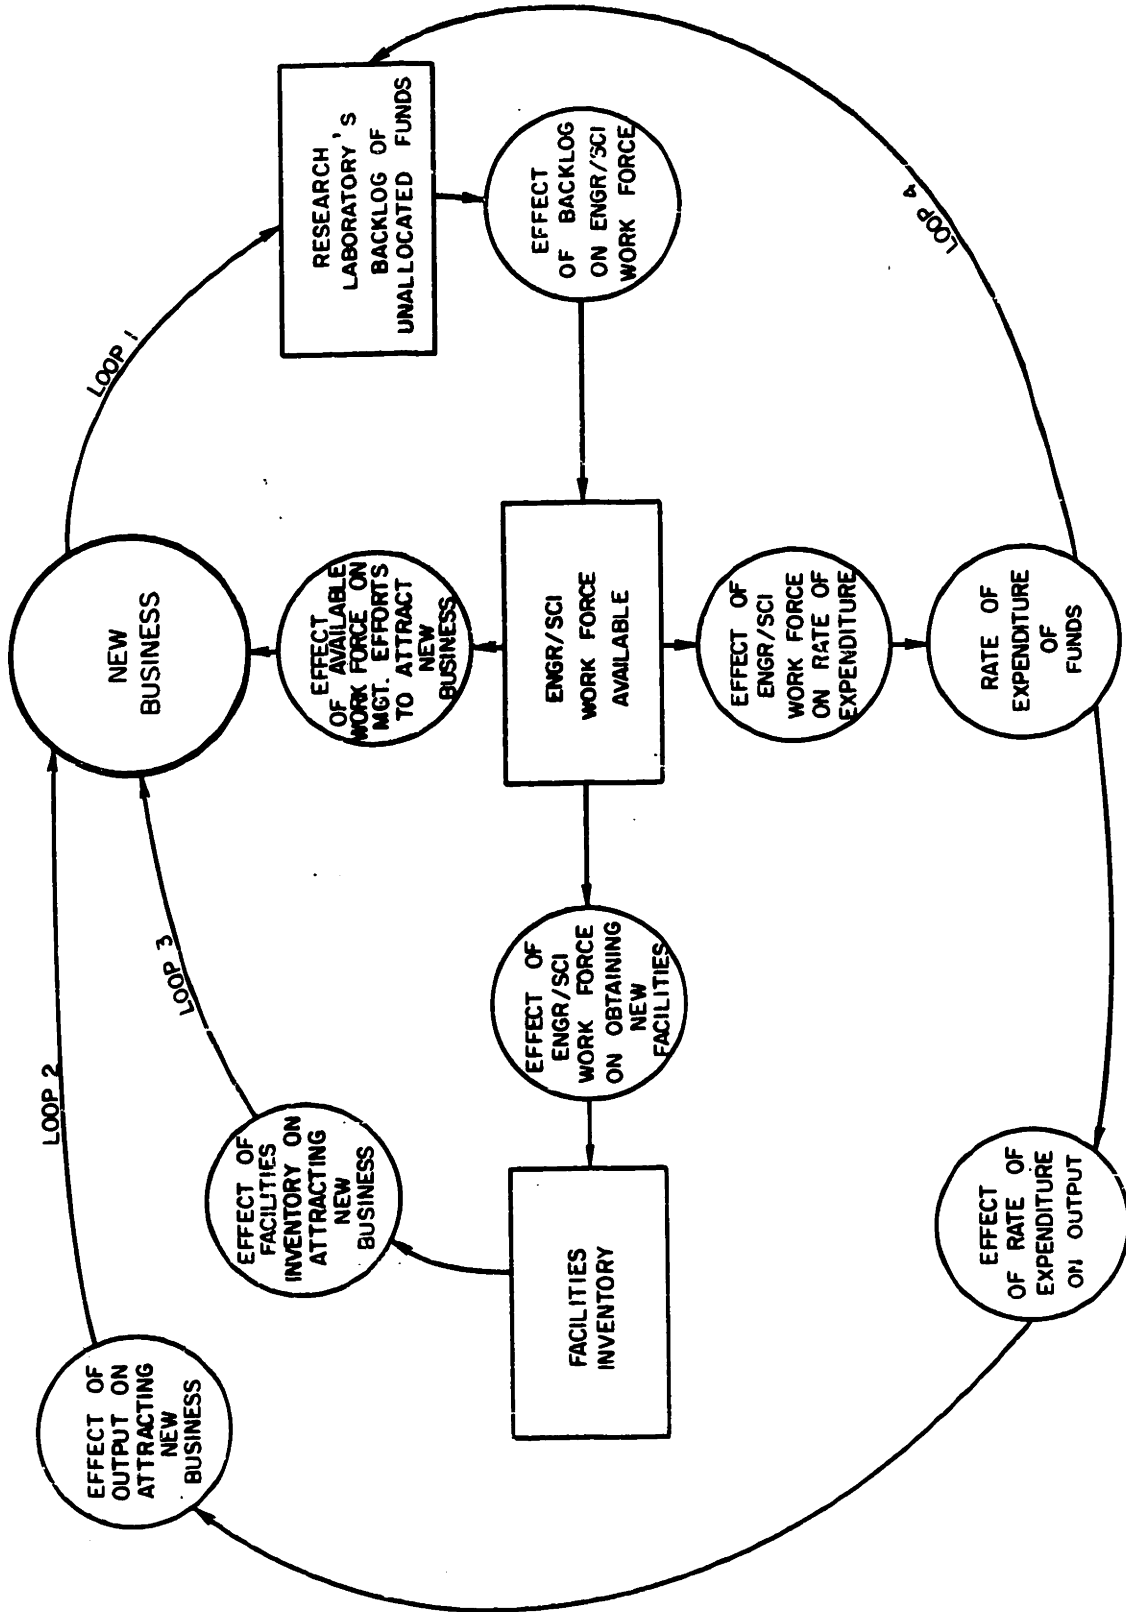 EFFECT OF
OUTPUT ON
ATTRACTING
NEW
BUSINESS
LOOP 2
EFFECT OF
FACILITIES
INVENTORY ON
ATTRACTING
NEW
BUSINESS
LOOP 3
NEW
BUSINESS
LOOP 1
RESEARCH
LABORATORY'S
BACKLOG OF
UNALLOCATED FUNDS
EFFECT
OF AVAILABLE
WORK FORCE ON
MGT. EFFORTS
TO ATTRACT
NEW
BUSINESS
EFFECT
OF BACKLOG
ON ENGR/SCI
WORK FORCE
FACILITIES
INVENTORY
EFFECT OF
ENGR/SCI
WORK FORCE
ON OBTAINING
NEW
FACILITIES
ENGR/SCI
WORK FORCE
AVAILABLE
EFFECT OF
ENGR/SCI
WORK FORCE
ON RATE OF
EXPENDITURE
LOOP 4
EFFECT
OF RATE OF
EXPENDITURE
ON OUTPUT
RATE OF
EXPENDITURE
OF
FUNDS